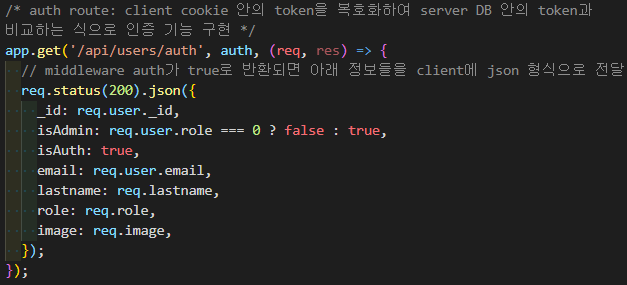 /* auth route: client cookie 안의 token을 복호화하여 server DB 안의 token과
비교하는 식으로 인증 기능 구현 */
app.get('/api/users/auth', auth, (req, res) => {
  // middleware auth가 true로 반환되면 아래 정보들을 client에 json 형식으로 전달
  req.status(200).json({
    _id: req.user._id,
    isAdmin: req.user.role === 0 ? false : true,
    isAuth: true,
    email: req.user.email,
    lastname: req.lastname,
    role: req.role,
    image: req.image,
  });
});